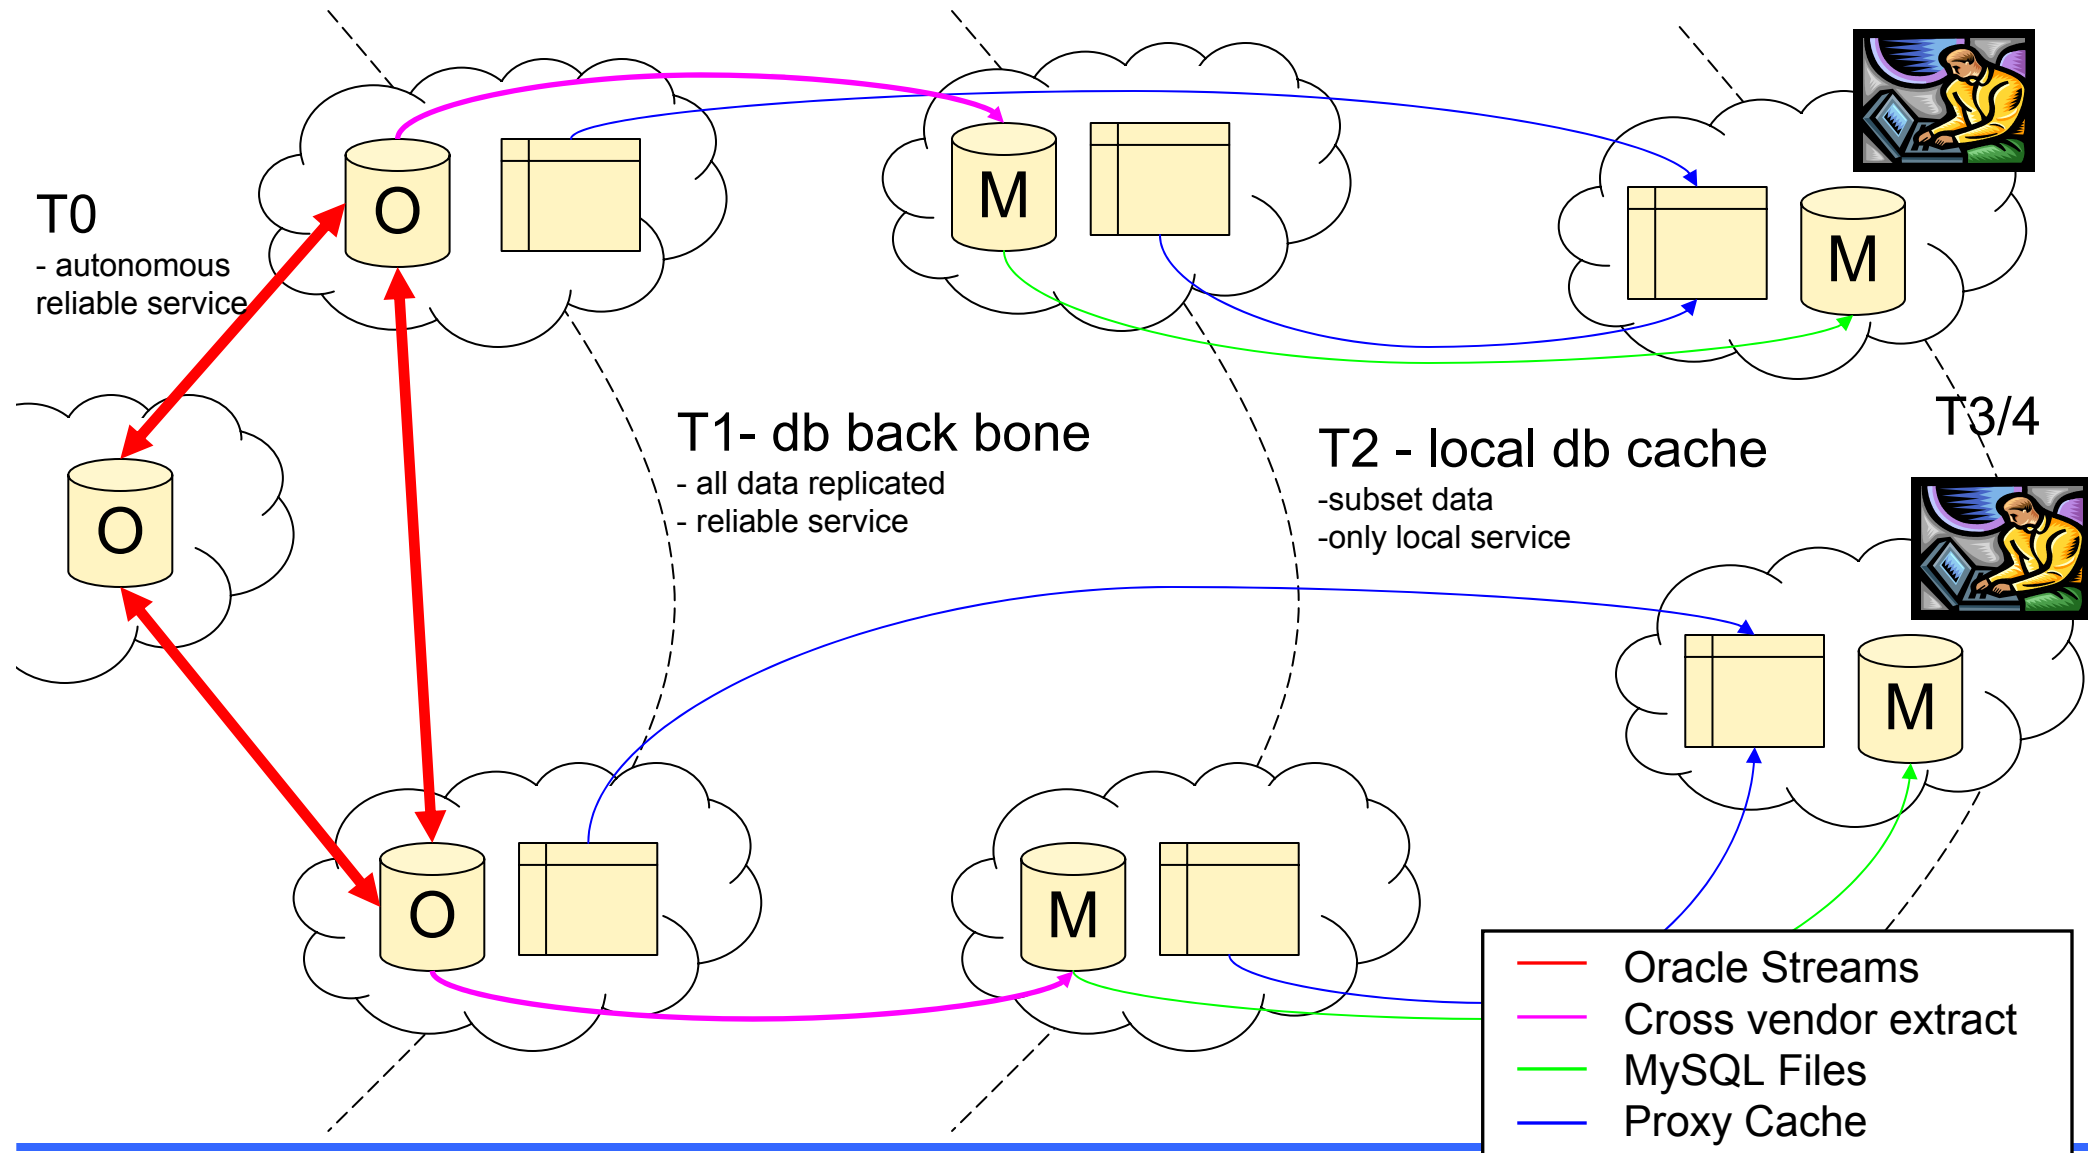 T0
- autonomous
reliable service
O
M
M
O
T1- db back bone
- all data replicated
- reliable service
T2 - local db cache
-subset data
-only local service
T3/4
M
O
M
Oracle Streams
Cross vendor extract
MySQL Files
Proxy Cache